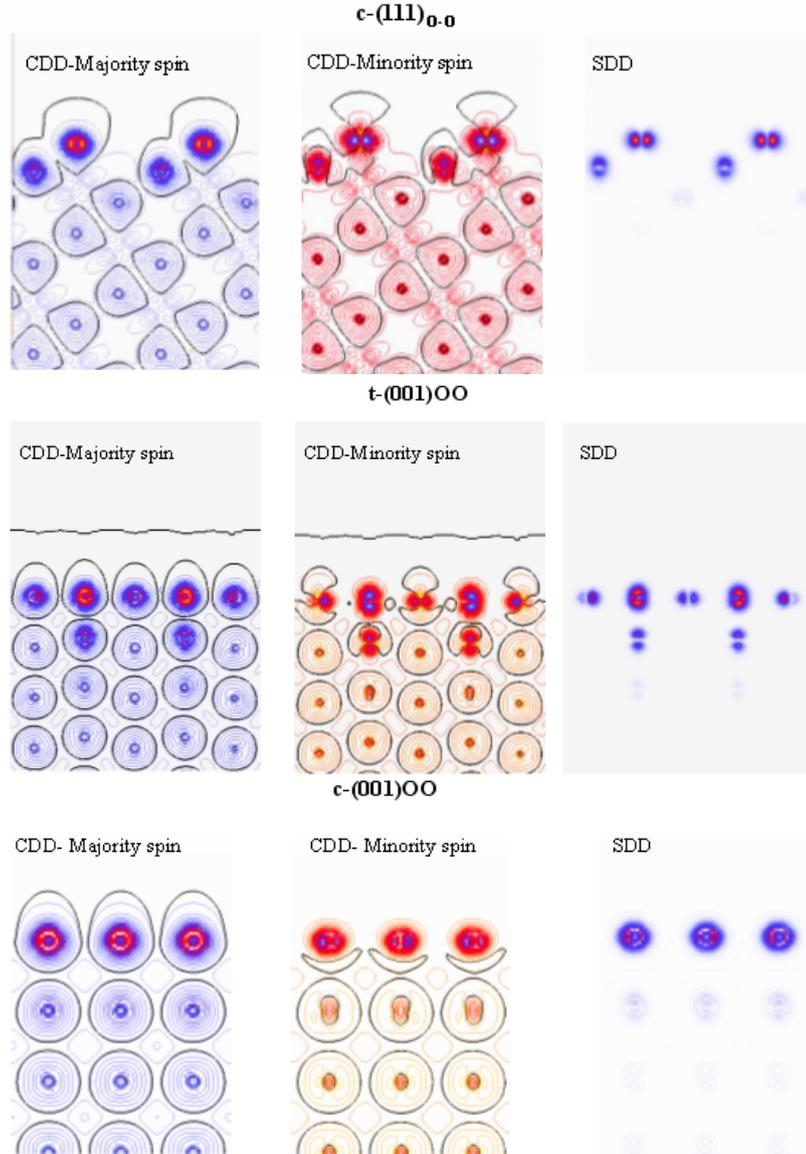 c-(111)O-O
CDD-Majority spin CDD-Minority spin SDD
t-(001)OO
CDD-Majority spin CDD-Minority spin SDD
c-(001)OO
CDD- Majority spin CDD- Minority spin SDD